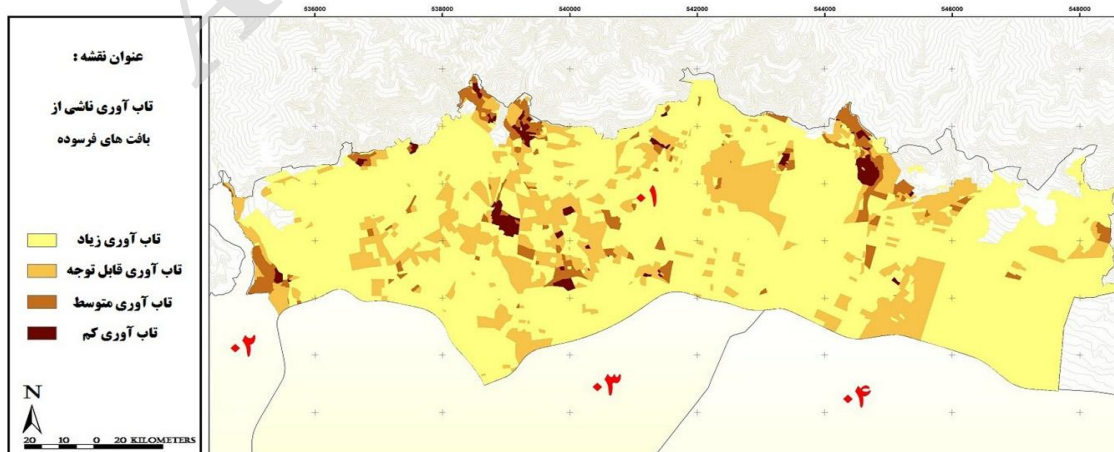 536000 538000 540000 542000 544000 546000 548000
عنوان نقشه :
تاب آوری ناشی از
بافت های فرسوده
تاب آوری زیاد
تاب آوری قابل توجه
تاب آوری متوسط
تاب آوری کم
N
20 10 0 20 KILOMETERS
۰۱
۰۲
۰۳
۰۴